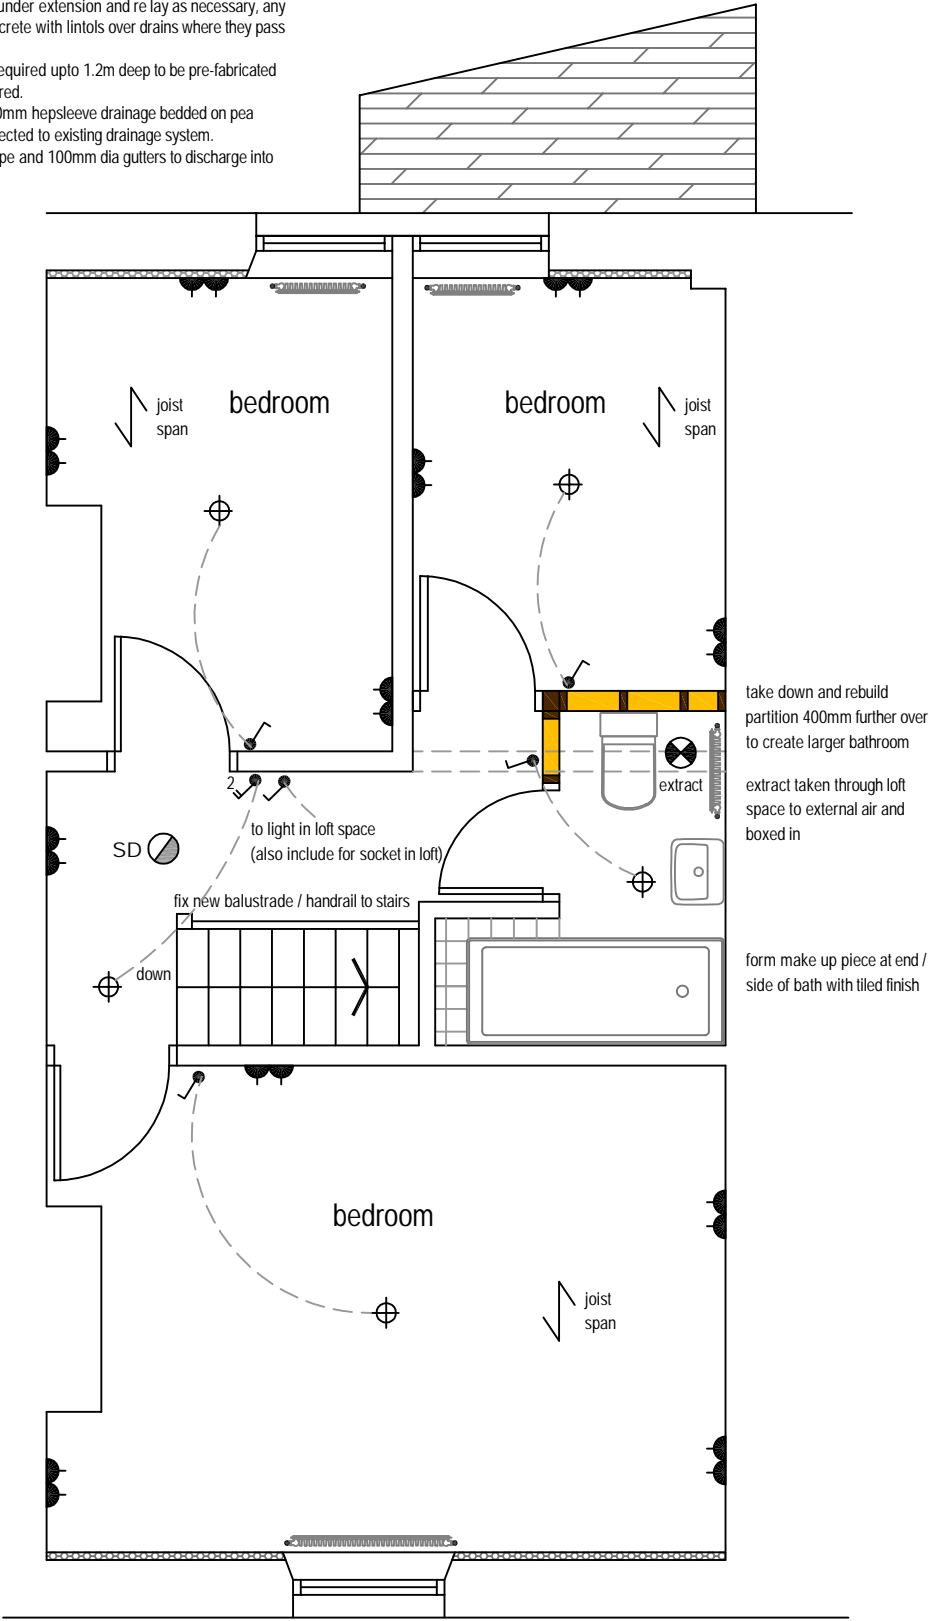 under extension and re lay as necessary, any
crete with lintols over drains where they pass
equired upto 1.2m deep to be pre-fabricated
red.
0mm hepsleeve drainage bedded on pea
ected to existing drainage system.
pe and 100mm dia gutters to discharge into
bedroom
joist
span
bedroom
joist
span
take down and rebuild
partition 400mm further over
to create larger bathroom
extract
extract taken through loft
space to external air and
boxed in
2
to light in loft space
(also include for socket in loft)
SD
fix new balustrade / handrail to stairs
down
form make up piece at end /
side of bath with tiled finish
bedroom
joist
span